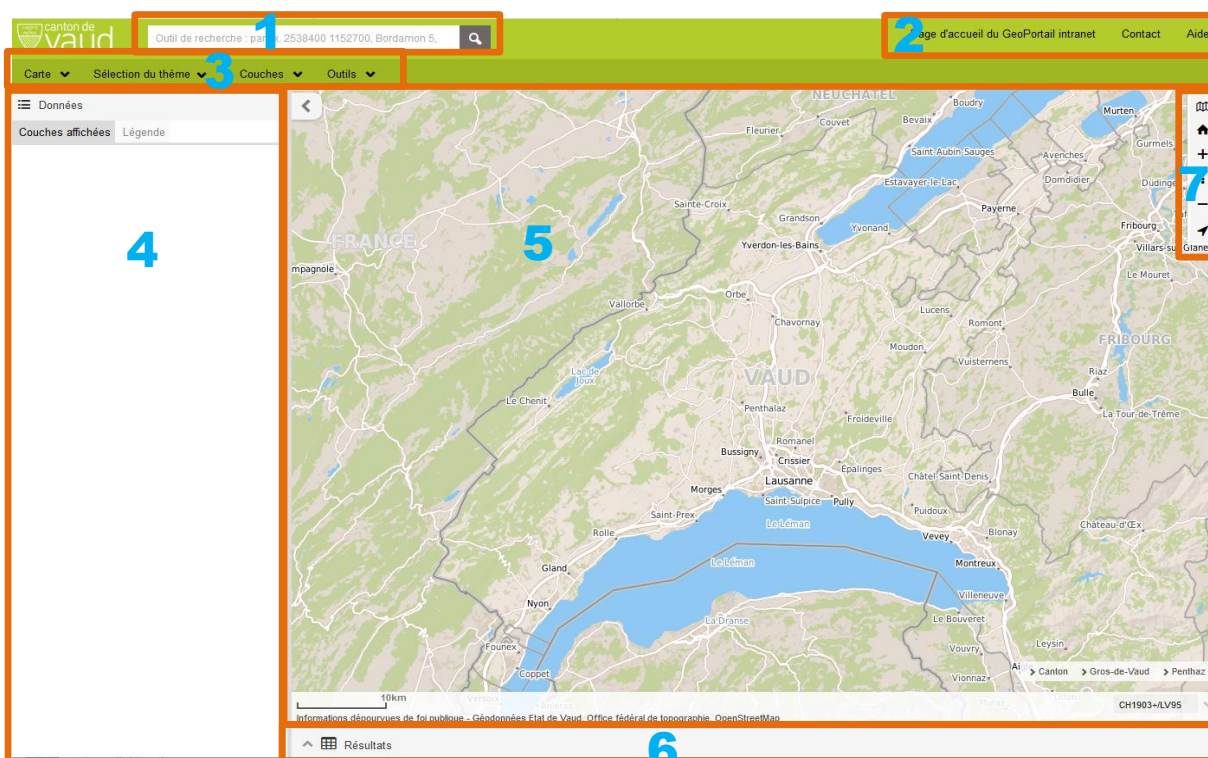 canton de
vaud
1
Outil de recherche : par ex. 2538400 1152700, Bordamon 5,
2
Page d'accueil du GeoPortail intranet Contact Aide
3
Carte Sélection du thème Couches Outils
Données
Couches affichées Légende
4
5
7
NEUCHÂTEL
Boudry
Couvet
Bevaix
Fleurier
Murten
Gurmels
Saint-Aubin-Sauges
Avenches
Estavayer-le-Lac
Domdidier
Düdinge
Sainte-Croix
Payerne
Grandson
Yvonand
Fribourg
FRANCE
Yverdon-les-Bains
Villars-su Glane
mpagnole
Le Mouret
Orbe
Vallorbe
Lucens
Chavornay
Romont
FRIBOURG
Moudon
Vuisternens
Riaz
Lac de
Joux
VAUD
Bulle
Le Chenit
Penthalaz
La Tour-de-Trême
Froideville
Romanel
Bussigny
Crissier
Épalinges
Châtel-Saint-Denis
Lausanne
Morges
Saint-Sulpice
Pully
Puidoux
Saint-Prex
Le Léman
Château-d'Œx
Rolle
Vevey
Blonay
Le Léman
Montreux
Gland
Villeneuve
Nyon
La Dranse
Le Bouveret
Founex
Leysin
Vouvry
Coppet
Vionnaz
> Canton > Gros-de-Vaud > Penthaz
10km
Versoix
CH1903+/LV95
Informations dépourvues de foi publique - Géodonnées Etat de Vaud, Office fédéral de topographie, OpenStreetMap
Résultats
6